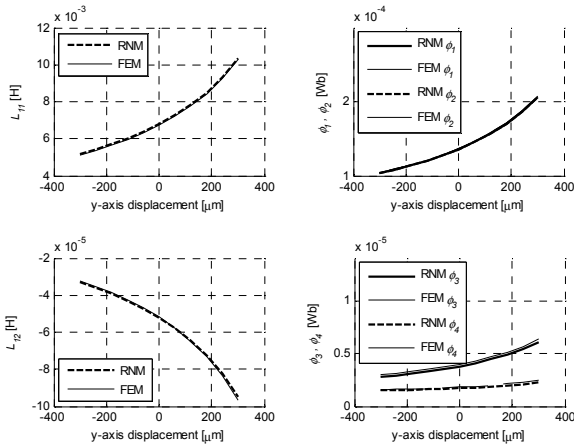 x 10⁻³
10
8
6
4
L₁₁ [H]
RNM
FEM
-400 -200 0 200 400
y-axis displacement [μm]
x 10⁻⁴
2
1
ϕ₁ , ϕ₂ [Wb]
RNM ϕ₁
FEM ϕ₁
RNM ϕ₂
FEM ϕ₂
-400 -200 0 200 400
y-axis displacement [μm]
x 10⁻⁵
-2
-4
-6
-8
-10
L₁₂ [H]
RNM
FEM
-400 -200 0 200 400
y-axis displacement [μm]
x 10⁻⁵
1
0.5
0
ϕ₃ , ϕ₄ [Wb]
RNM ϕ₃
FEM ϕ₃
RNM ϕ₄
FEM ϕ₄
-400 -200 0 200 400
y-axis displacement [μm]